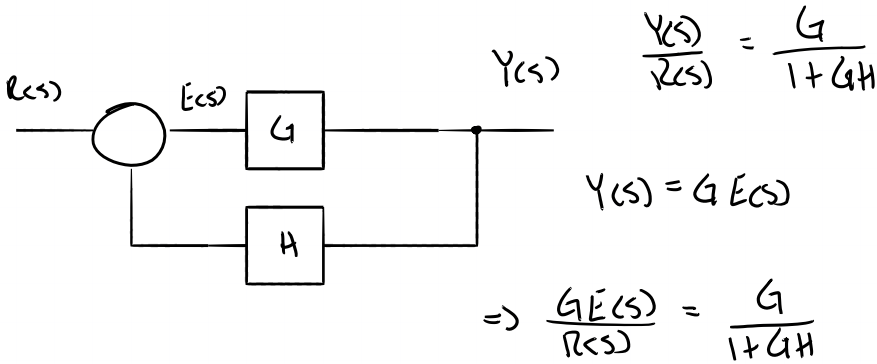 R(s)
E(s)
G
H
Y(s)
Y(s)/R(s) = G/(1+GH)
Y(s) = G E(s)
=> G E(s)/R(s) = G/(1+GH)